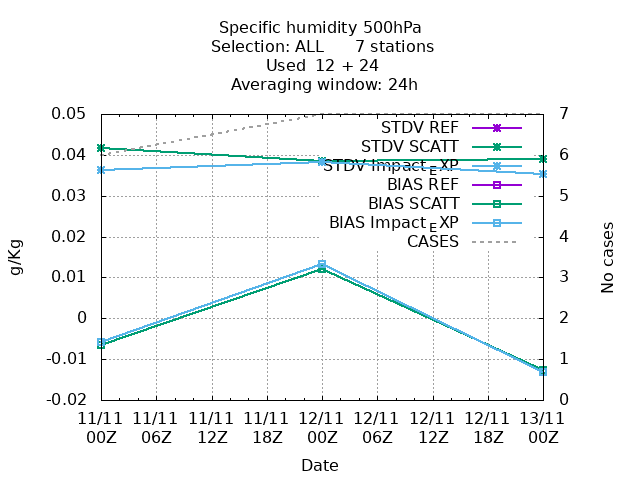 Specific humidity 500hPa
Selection: ALL 7 stations
Used 12 + 24
Averaging window: 24h
0.05
0.04
0.03
0.02
0.01
0
-0.01
-0.02
g/Kg
7
6
5
4
3
2
1
0
No cases
STDV REF
STDV SCATT
STDV Impact_EXP
BIAS REF
BIAS SCATT
BIAS Impact_EXP
CASES
11/11 11/11 11/11 11/11 12/11 12/11 12/11 12/11 13/11
00Z 06Z 12Z 18Z 00Z 06Z 12Z 18Z 00Z
Date